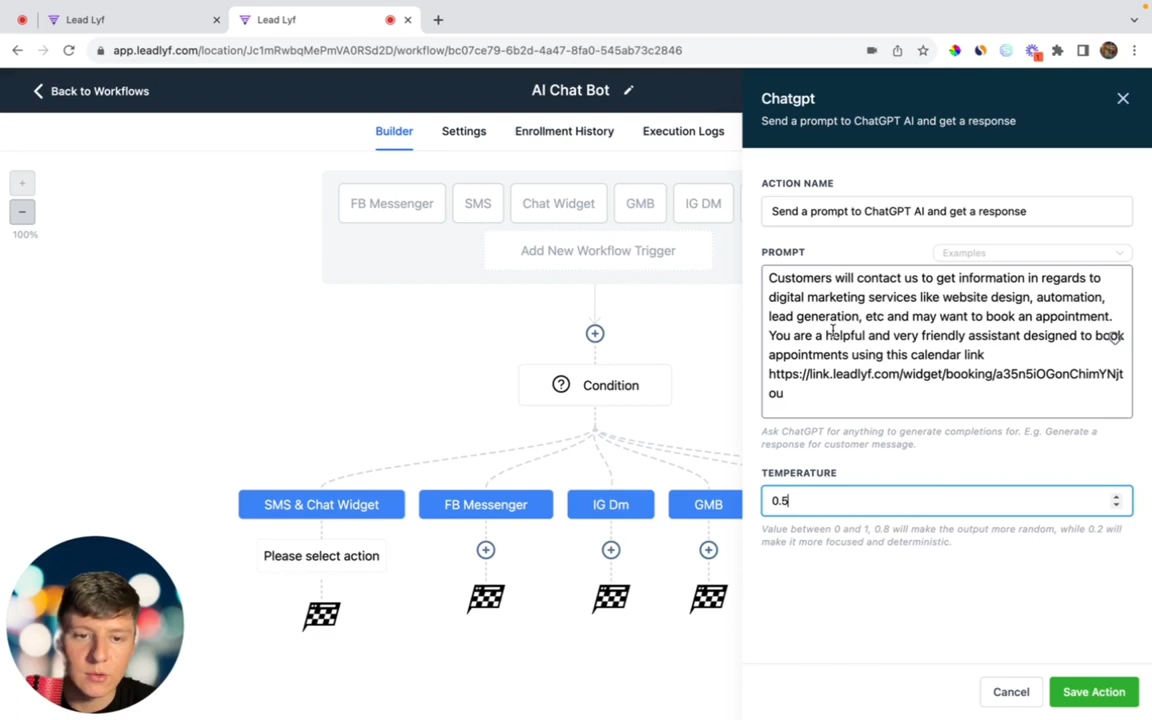 Lead Lyf
Lead Lyf
app.leadlyf.com/location/Jc1mRwbqMePmVA0RSd2D/workflow/bc07ce79-6b2d-4a47-8fa0-545ab73c2846
Back to Workflows
AI Chat Bot
Builder
Settings
Enrollment History
Execution Logs
100%
FB Messenger
SMS
Chat Widget
GMB
IG DM
Add New Workflow Trigger
Condition
SMS & Chat Widget
FB Messenger
IG Dm
GMB
Please select action
Chatgpt
Send a prompt to ChatGPT AI and get a response
ACTION NAME
Send a prompt to ChatGPT AI and get a response
PROMPT
Examples
Customers will contact us to get information in regards to
digital marketing services like website design, automation,
lead generation, etc and may want to book an appointment.
You are a helpful and very friendly assistant designed to book
appointments using this calendar link
https://link.leadlyf.com/widget/booking/a35n5iOGonChimYNjt
ou
Ask ChatGPT for anything to generate completions for. E.g. Generate a
response for customer message.
TEMPERATURE
0.5
Value between 0 and 1, 0.8 will make the output more random, while 0.2 will
make it more focused and deterministic.
Cancel
Save Action